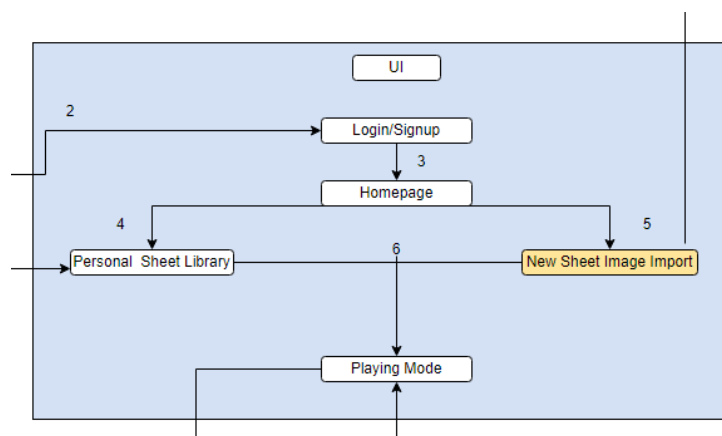 UI
2
Login/Signup
3
Homepage
4
5
6
Personal Sheet Library
New Sheet Image Import
Playing Mode